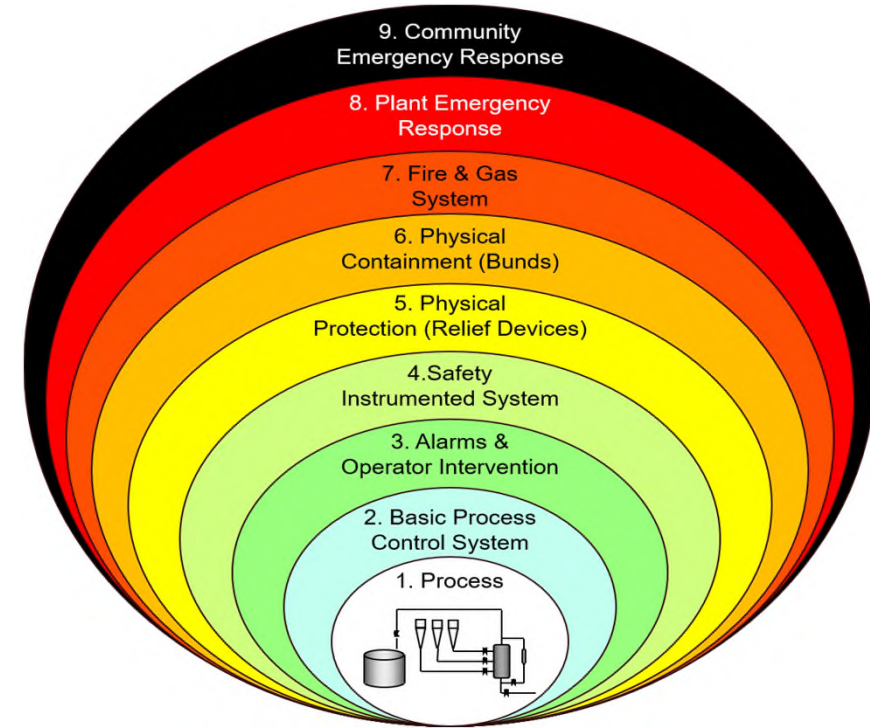 9. Community
Emergency Response
8. Plant Emergency
Response
7. Fire & Gas
System
6. Physical
Containment (Bunds)
5. Physical
Protection (Relief Devices)
4.Safety
Instrumented System
3. Alarms &
Operator Intervention
2. Basic Process
Control System
1. Process